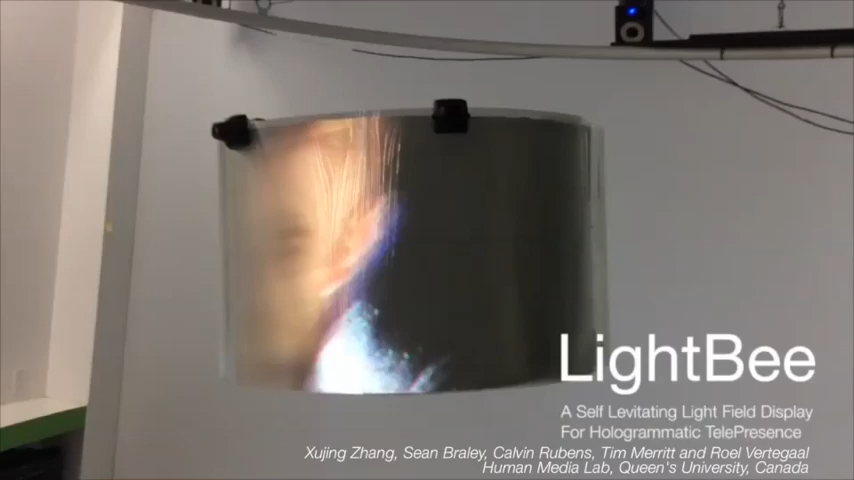 LightBee
A Self Levitating Light Field Display
For Hologrammatic TelePresence
Xujing Zhang, Sean Braley, Calvin Rubens, Tim Merritt and Roel Vertegaal
Human Media Lab, Queen's University, Canada